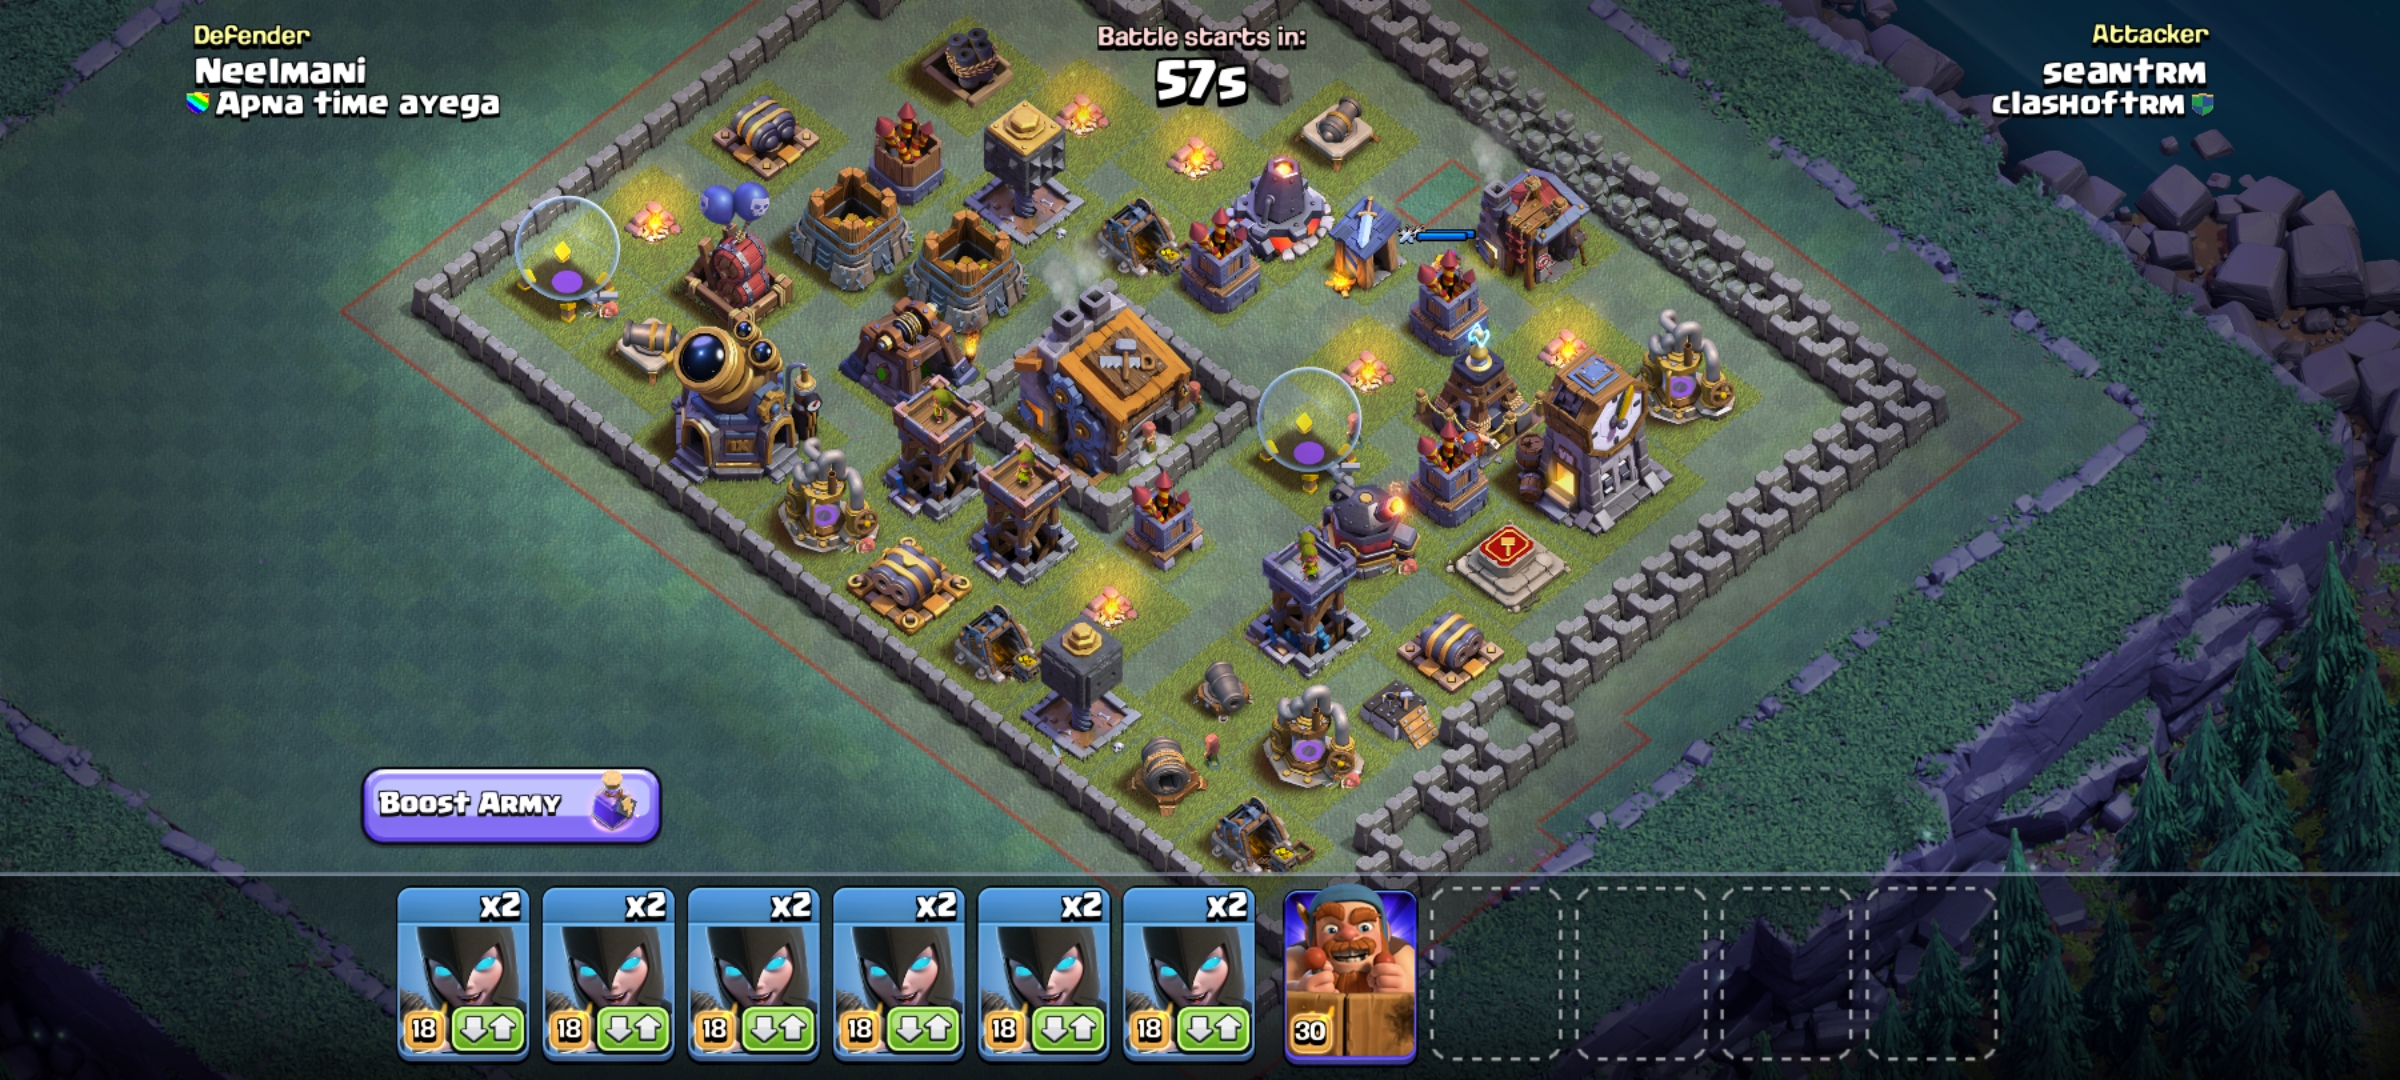 Defender
Neelmani
Apna time ayega
Battle starts in:
57s
Attacker
seantRM
clashoftRM
Boost Army
x2
x2
x2
x2
x2
x2
18
18
18
18
18
18
30